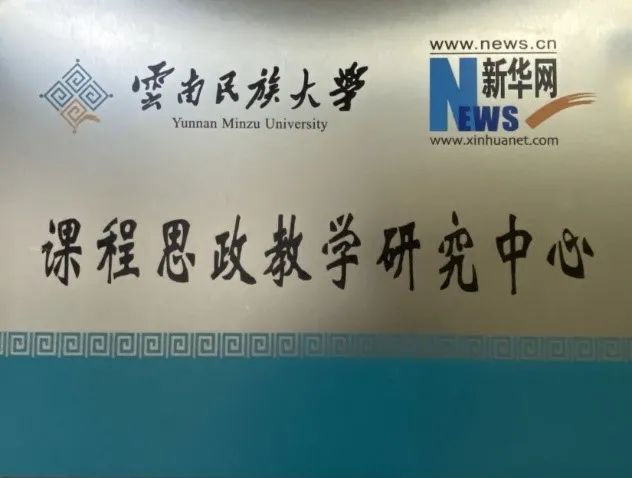 雲南民族大學
Yunnan Minzu University
www.news.cn
新华网
NEWS
www.xinhuanet.com
课程思政教学研究中心